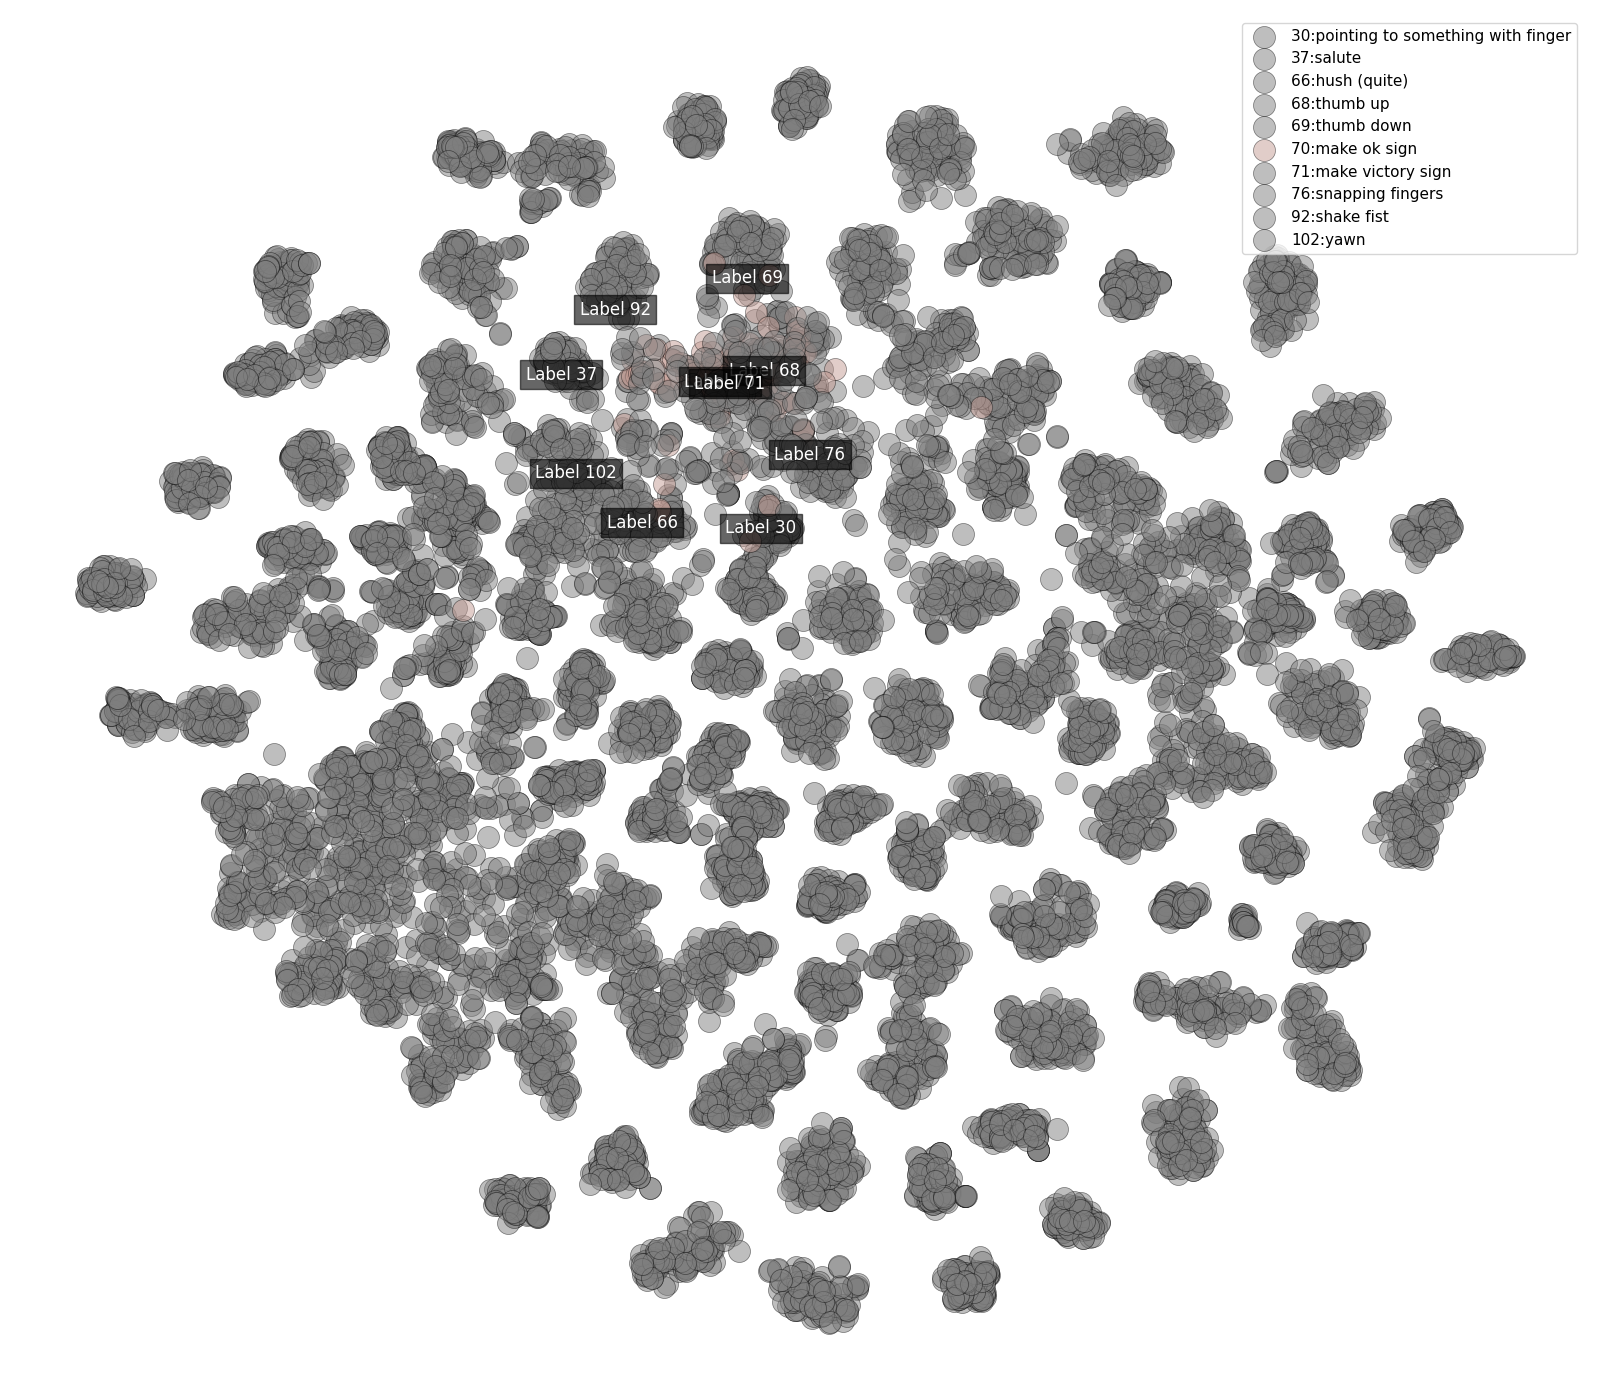 30:pointing to something with finger
37:salute
66:hush (quite)
68:thumb up
69:thumb down
70:make ok sign
71:make victory sign
76:snapping fingers
92:shake fist
102:yawn
Label 69
Label 92
Label 68
Label 37
Label 71
Label 76
Label 102
Label 66
Label 30